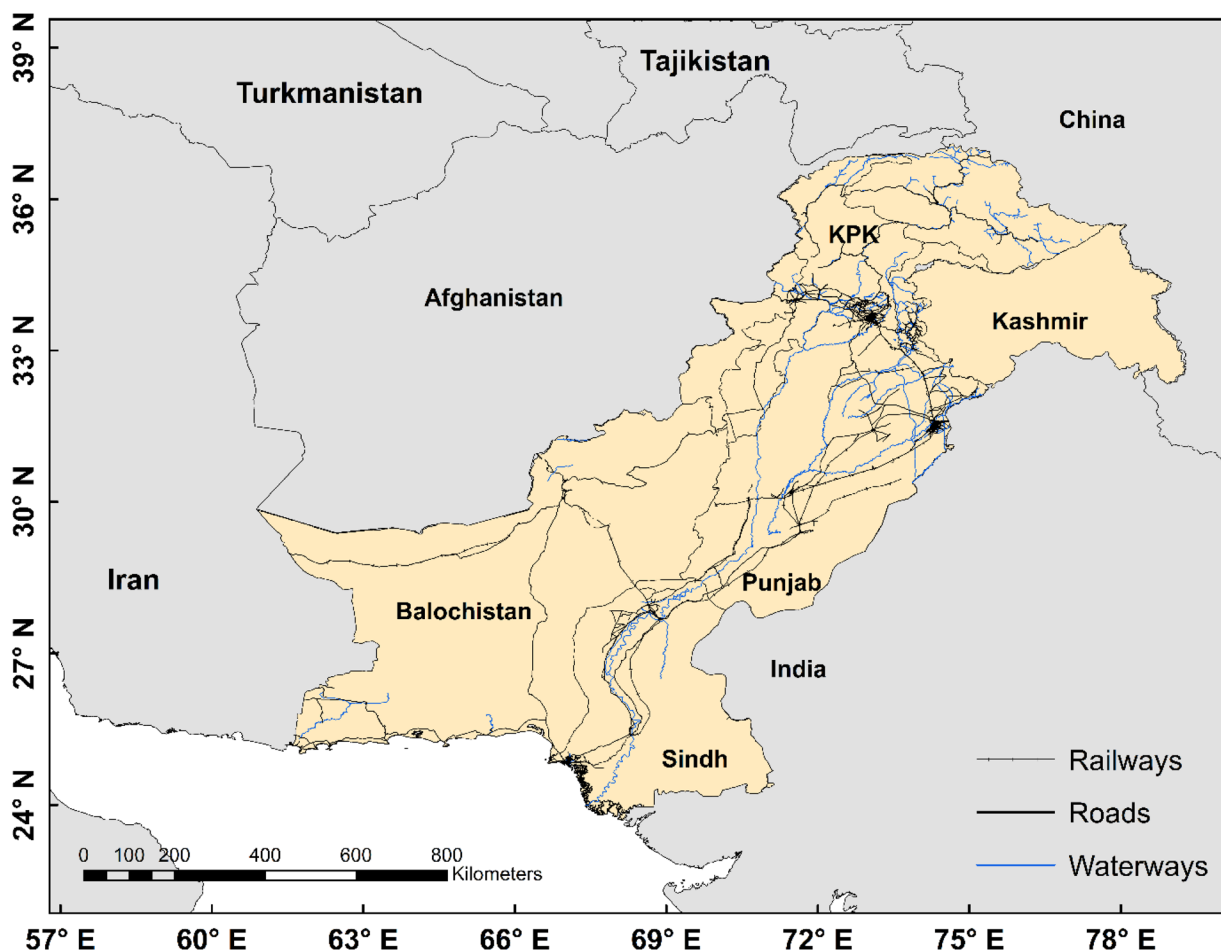 39° N
36° N
33° N
30° N
27° N
24° N
Tajikistan
Turkmanistan
China
KPK
Afghanistan
Kashmir
Iran
Punjab
Balochistan
India
Sindh
Railways
Roads
Waterways
0 100 200 400 600 800
Kilometers
57° E 60° E 63° E 66° E 69° E 72° E 75° E 78° E